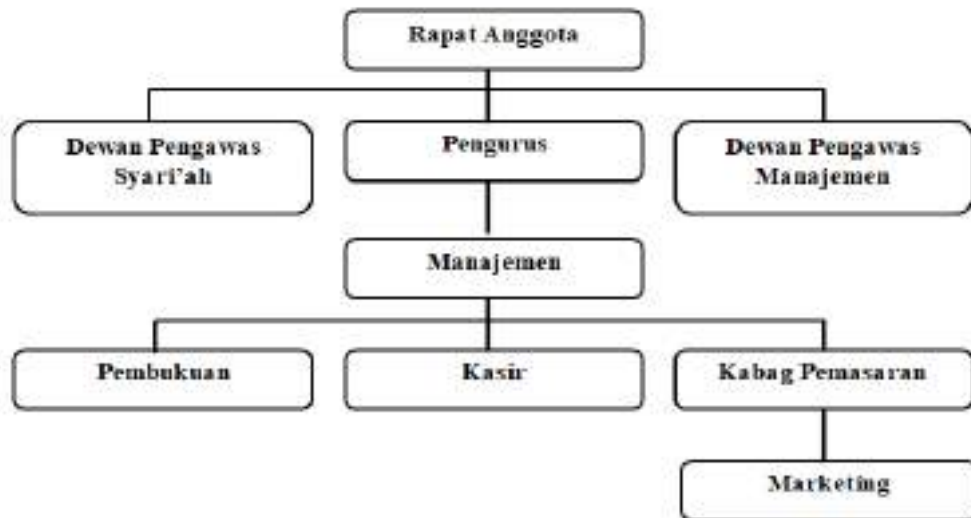 Rapat Anggota
Dewan Pengawas
Syari'ah
Pengurus
Dewan Pengawas
Manajemen
Manajemen
Pembukuan
Kasir
Kabag Pemasaran
Marketing